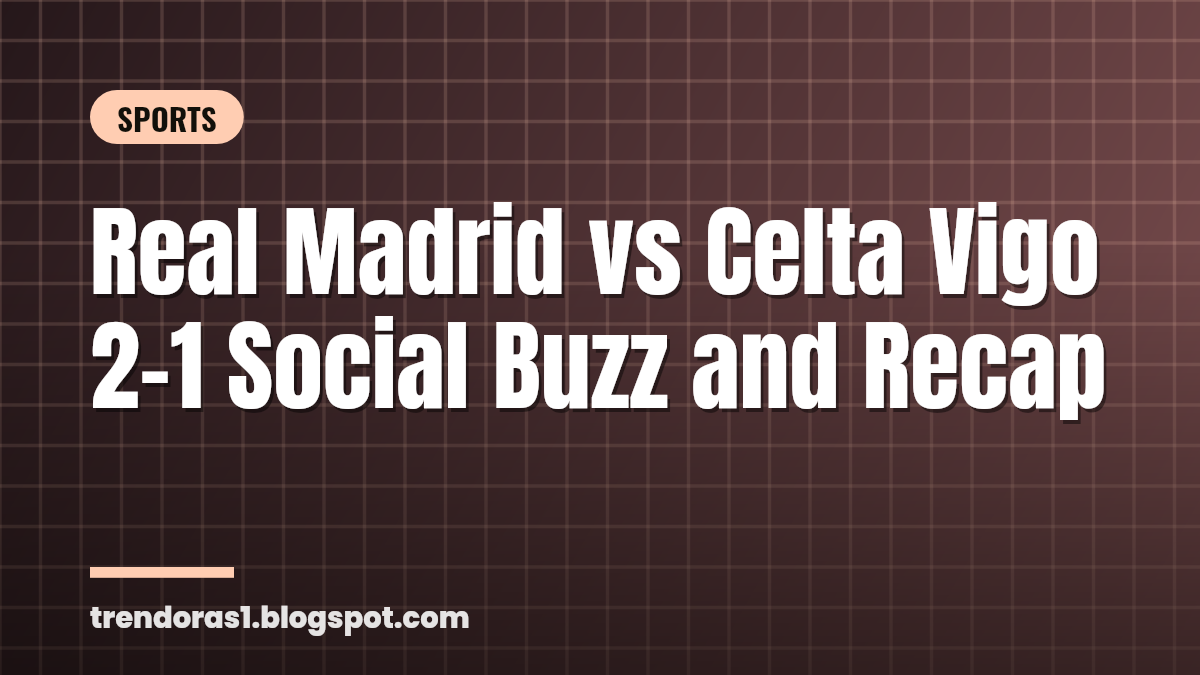 SPORTS
Real Madrid vs Celta Vigo
2-1 Social Buzz and Recap
trendoras1.blogspot.com